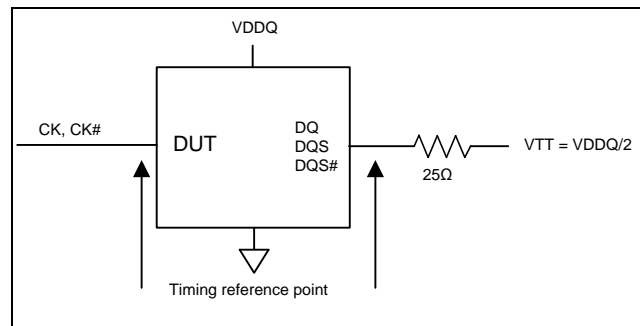 VDDQ
CK, CK#
DUT
DQ
DQS
DQS#
25Ω
VTT = VDDQ/2
Timing reference point